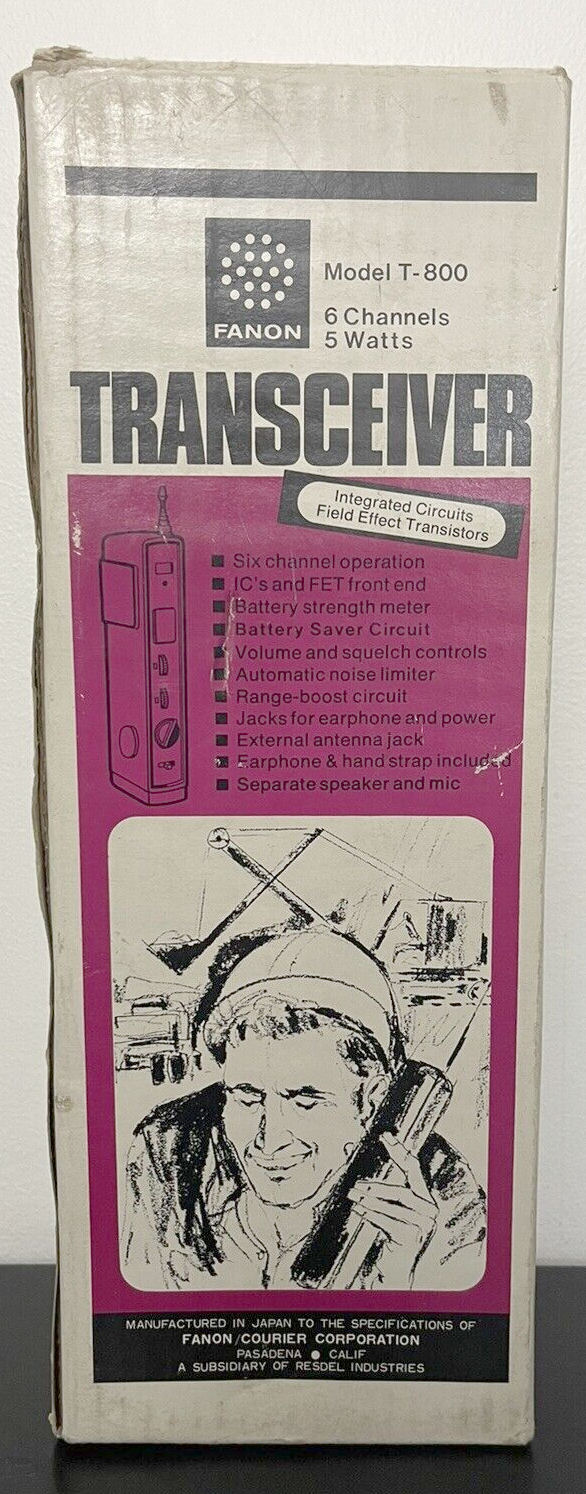 FANON
Model T-800
6 Channels
5 Watts
TRANSCEIVER
Integrated Circuits
Field Effect Transistors
Six channel operation
IC's and FET front end
Battery strength meter
Battery Saver Circuit
Volume and squelch controls
Automatic noise limiter
Range-boost circuit
Jacks for earphone and power
External antenna jack
Earphone & hand strap included
Separate speaker and mic
MANUFACTURED IN JAPAN TO THE SPECIFICATIONS OF
FANON/COURIER CORPORATION
PASADENA ● CALIF
A SUBSIDIARY OF RESDEL INDUSTRIES